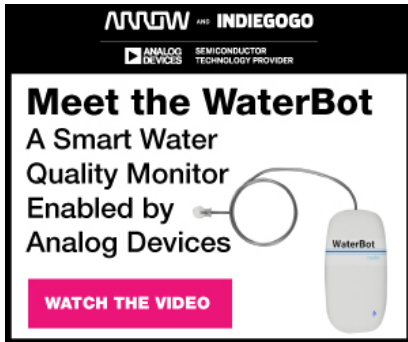 ARROW AND INDIEGOGO
ANALOG DEVICES SEMICONDUCTOR
TECHNOLOGY PROVIDER
Meet the WaterBot
A Smart Water
Quality Monitor
Enabled by
Analog Devices
WaterBot
WATCH THE VIDEO